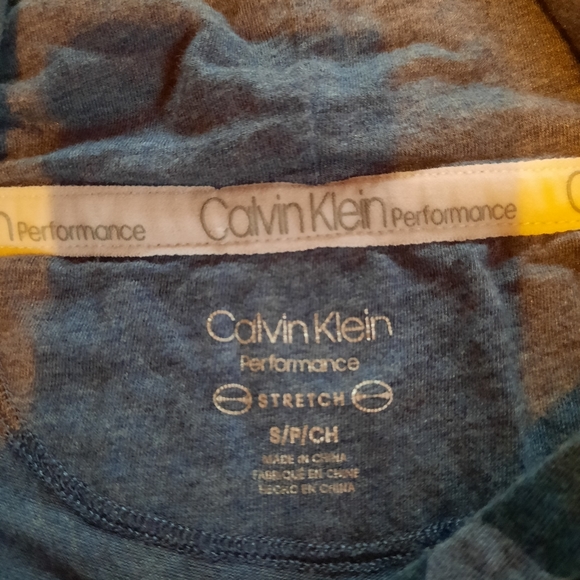 n Performance Calvin Klein Performance C
Calvin Klein
Performance
STRETCH
S/P/CH
MADE IN CHINA
FABRIQUÉ EN CHINE
HECHO EN CHINA